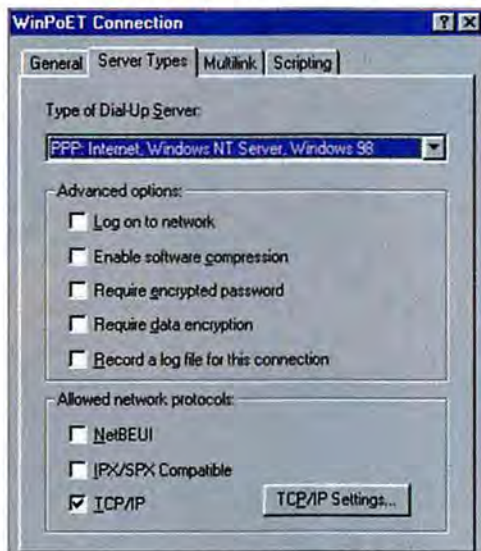 WinPoET Connection
General Server Types Multilink Scripting
Type of Dial-Up Server:
PPP: Internet, Windows NT Server, Windows 98
Advanced options:
Log on to network
Enable software compression
Require encrypted password
Require data encryption
Record a log file for this connection
Allowed network protocols:
NetBEUI
IPX/SPX Compatible
TCP/IP TCP/IP Settings...